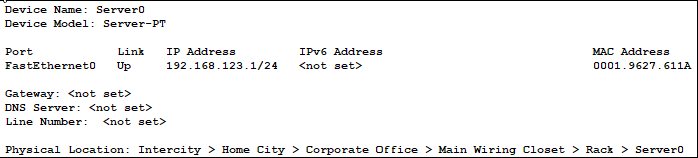 Device Name: Server0
Device Model: Server-PT
Port Link IP Address IPv6 Address MAC Address
FastEthernet0 Up 192.168.123.1/24 <not set> 0001.9627.611A
Gateway: <not set>
DNS Server: <not set>
Line Number: <not set>
Physical Location: Intercity > Home City > Corporate Office > Main Wiring Closet > Rack > Server0